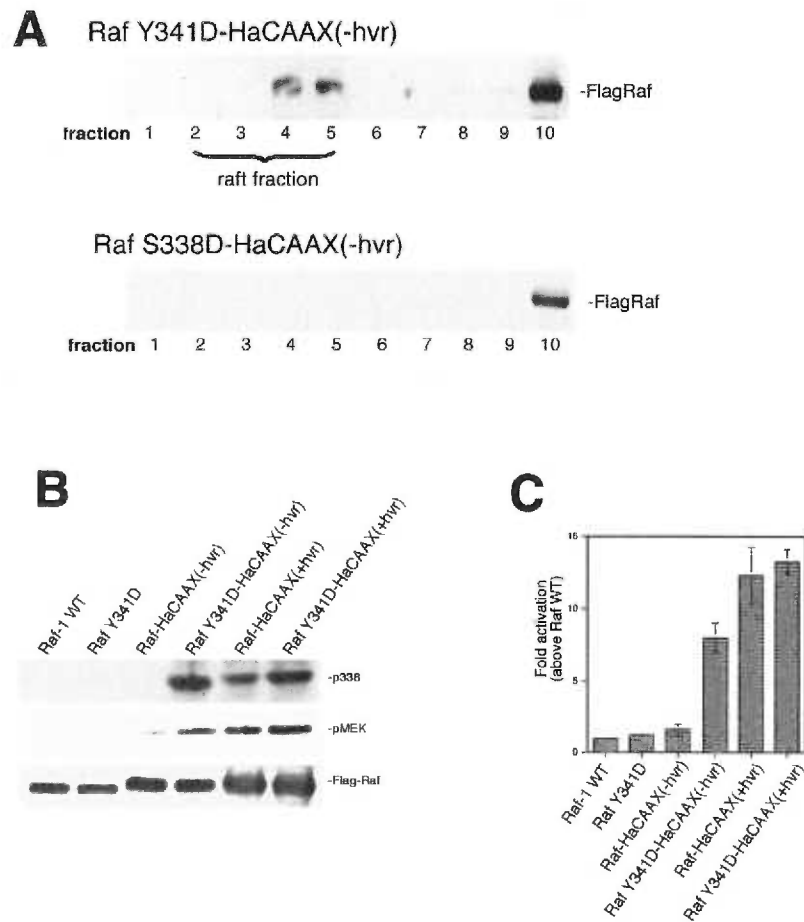 A
Raf Y341D-HaCAAX(-hvr)
-FlagRaf
fraction 1 2 3 4 5 6 7 8 9 10
raft fraction
Raf S338D-HaCAAX(-hvr)
-FlagRaf
fraction 1 2 3 4 5 6 7 8 9 10
B
Raf-1 WT
Raf Y341D
Raf-HaCAAX(-hvr)
Raf Y341D-HaCAAX(-hvr)
Raf-HaCAAX(+hvr)
Raf Y341D-HaCAAX(+hvr)
-p338
-pMEK
-Flag-Raf
C
Fold activation
(above Raf WT)
15
10
5
0
Raf-1 WT
Raf Y341D
Raf-HaCAAX(-hvr)
Raf Y341D-HaCAAX(-hvr)
Raf-HaCAAX(+hvr)
Raf Y341D-HaCAAX(+hvr)